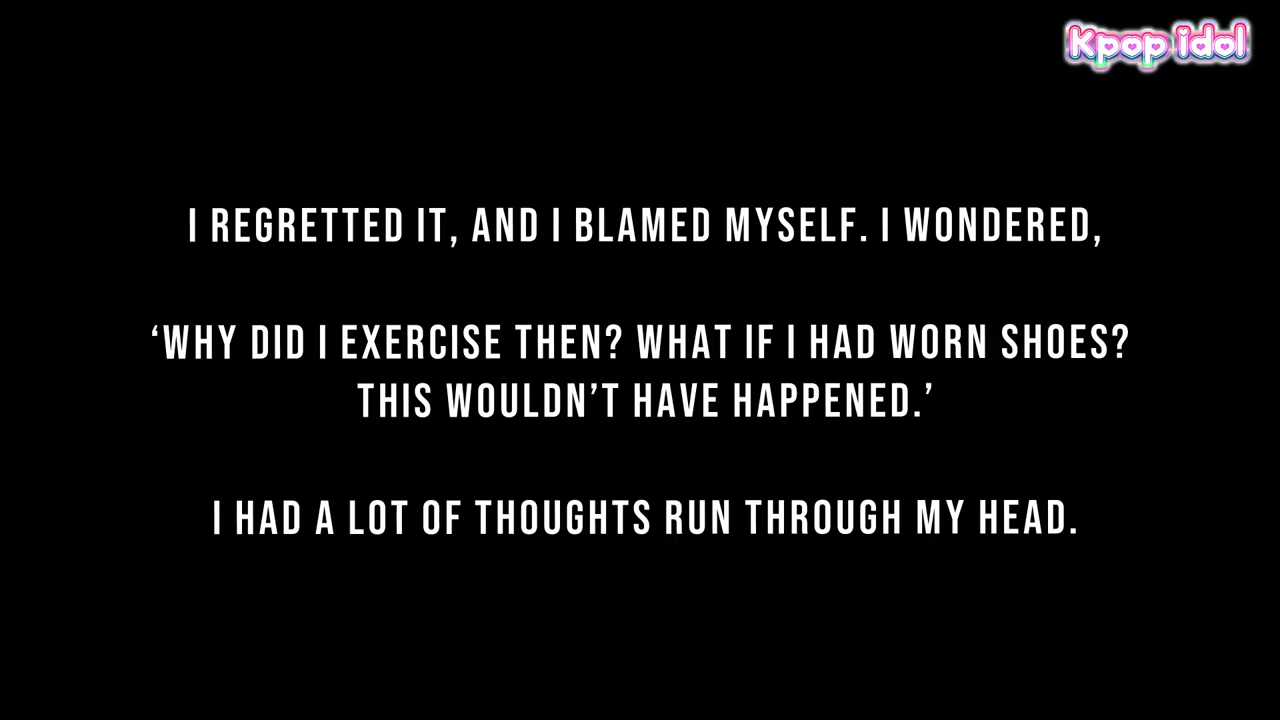 Kpop idol
I REGRETTED IT, AND I BLAMED MYSELF. I WONDERED,
‘WHY DID I EXERCISE THEN? WHAT IF I HAD WORN SHOES?
THIS WOULDN’T HAVE HAPPENED.’
I HAD A LOT OF THOUGHTS RUN THROUGH MY HEAD.